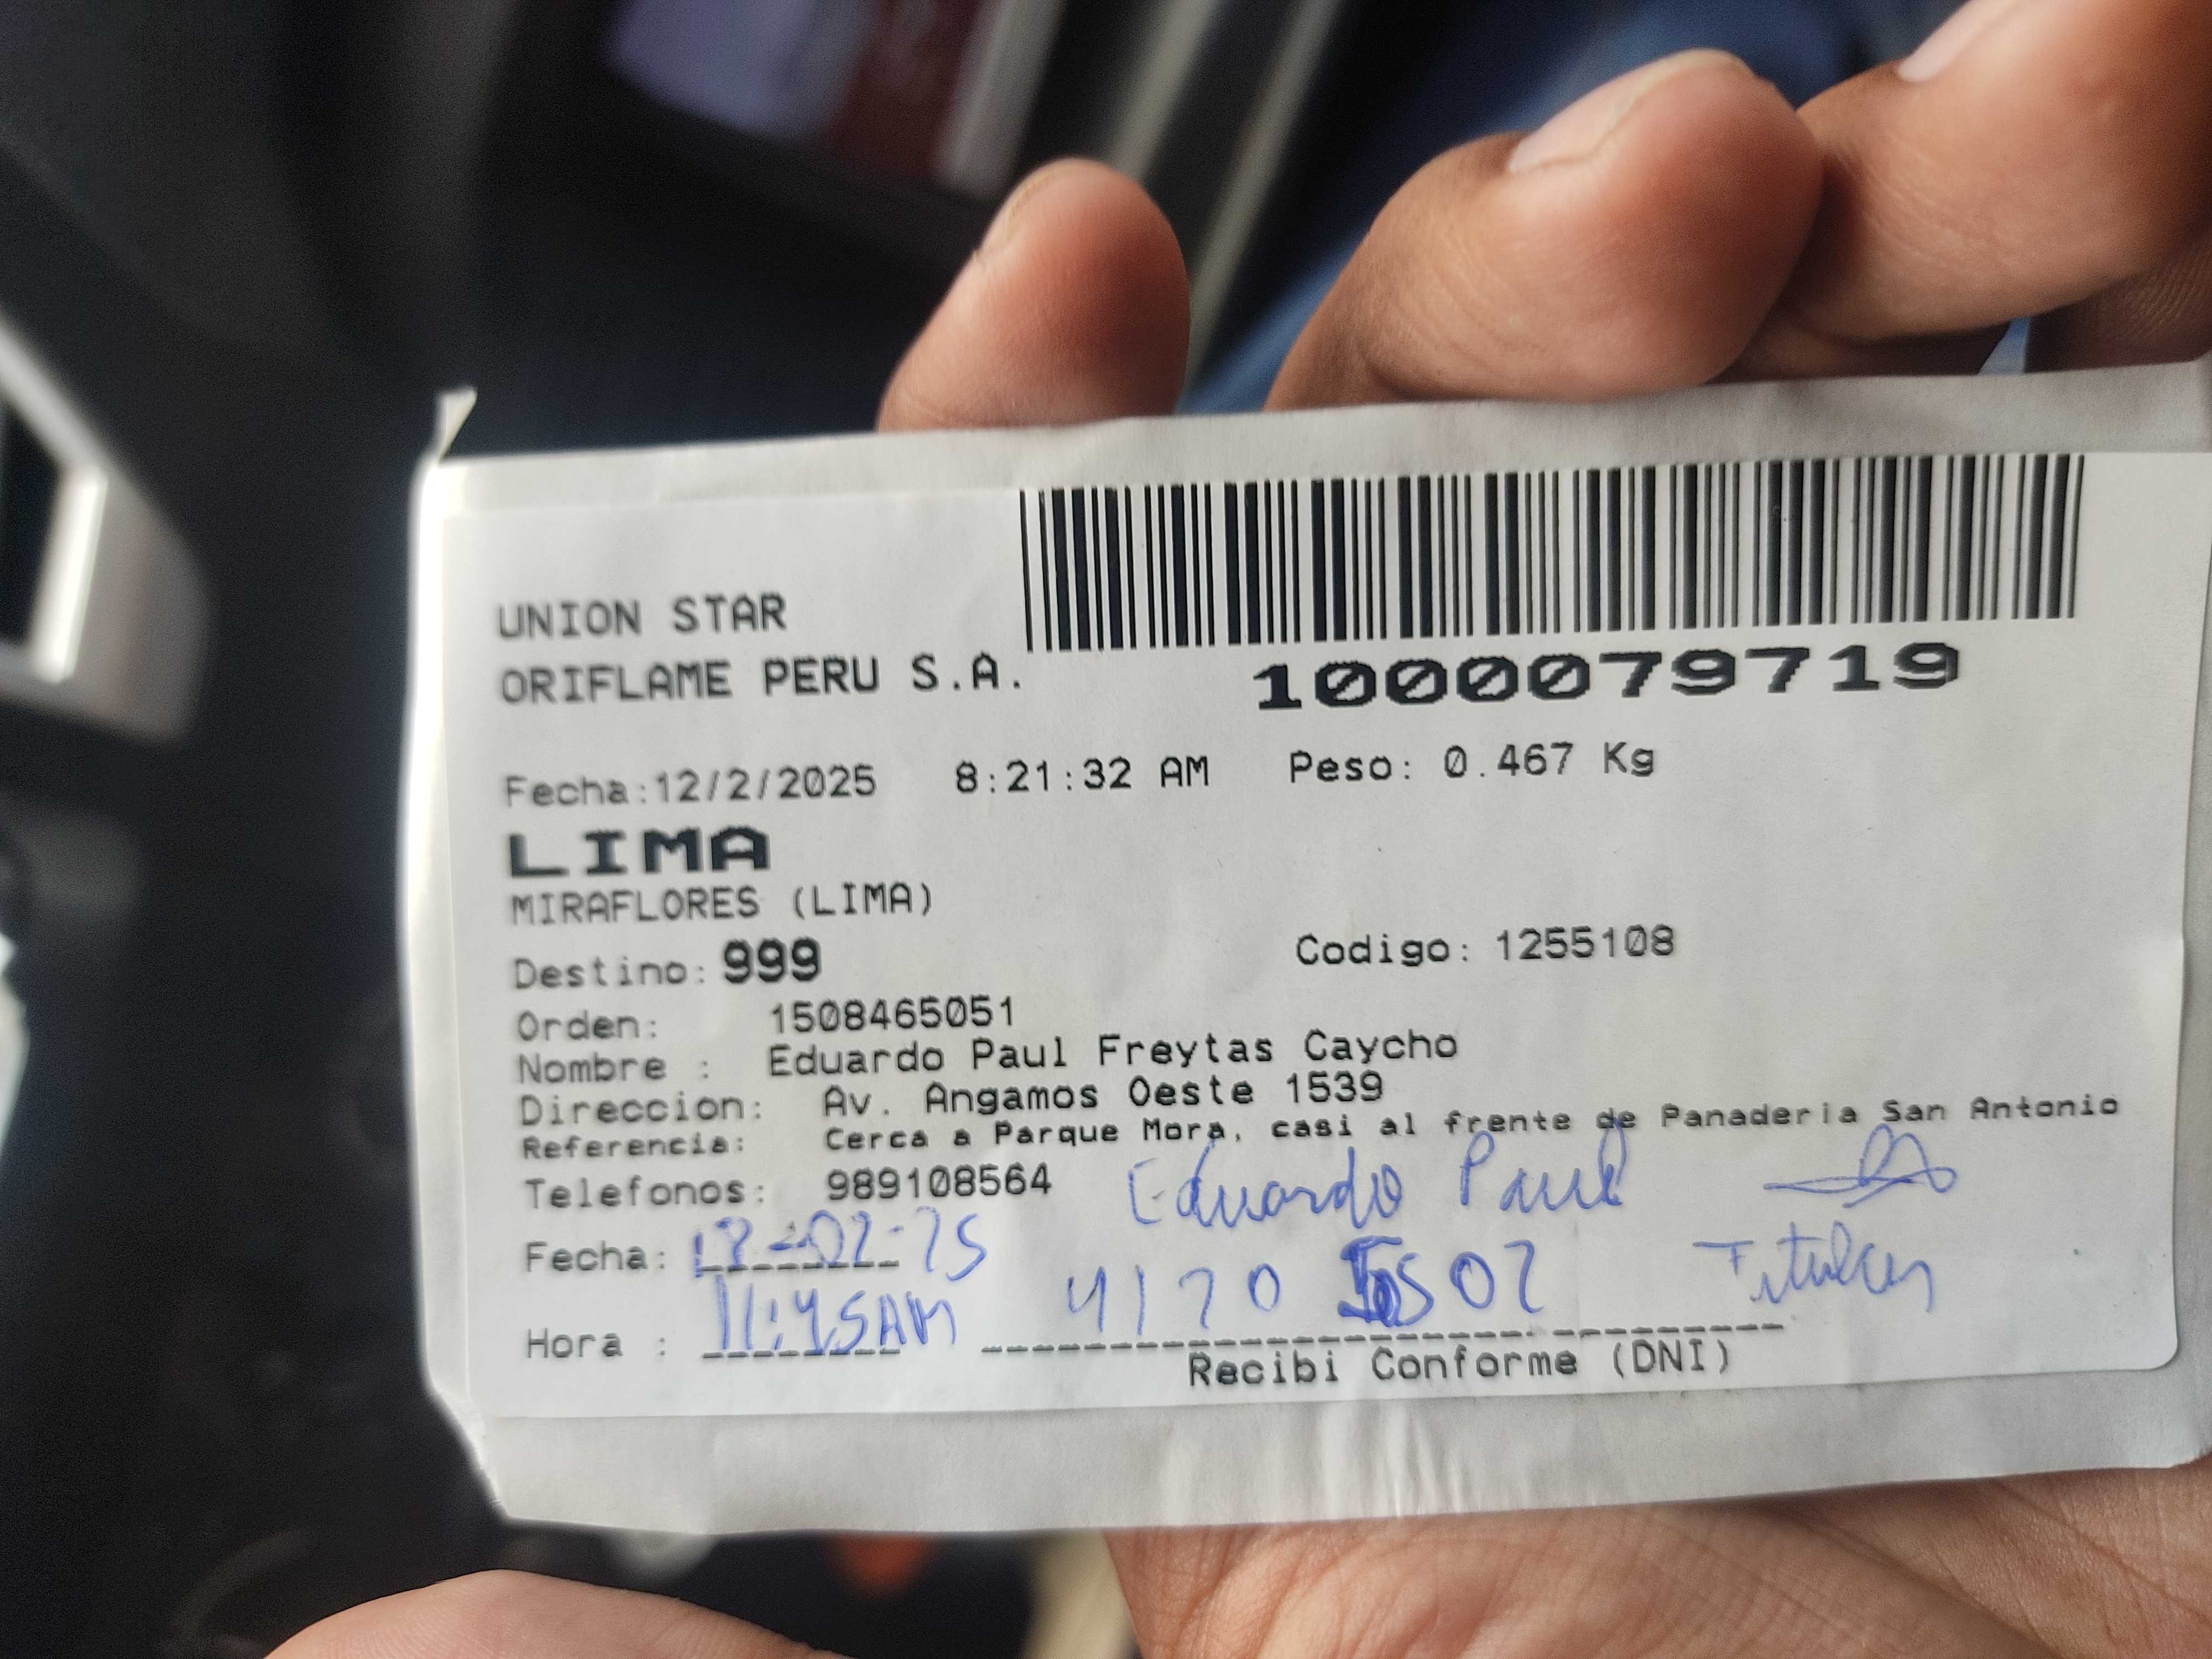 UNION STAR
ORIFLAME PERU S.A.
1000079719
Fecha:12/2/2025 8:21:32 AM Peso: 0.467 Kg
LIMA
MIRAFLORES (LIMA)
Destino: 999 Codigo: 1255108
Orden: 1508465051
Nombre : Eduardo Paul Freytas Caycho
Direccion: Av. Angamos Oeste 1539
Referencia: Cerca a Parque Mora, casi al frente de Panaderia San Antonio
Telefonos: 989108564 Eduardo Paul
Fecha: Titular
Hora : 11:45AM
Recibi Conforme (DNI)